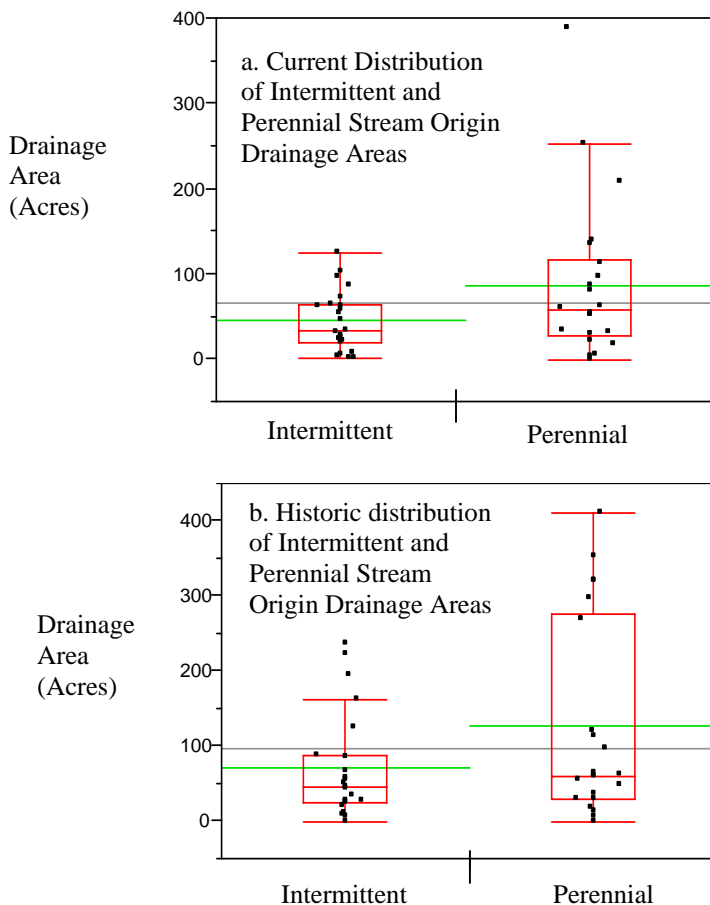 400
a. Current Distribution
of Intermittent and
Perennial Stream Origin
Drainage Areas
300
Drainage
Area
(Acres)
200
100
0
Intermittent
Perennial
b. Historic distribution
of Intermittent and
Perennial Stream
Origin Drainage Areas
400
300
Drainage
Area
(Acres)
200
100
0
Intermittent
Perennial